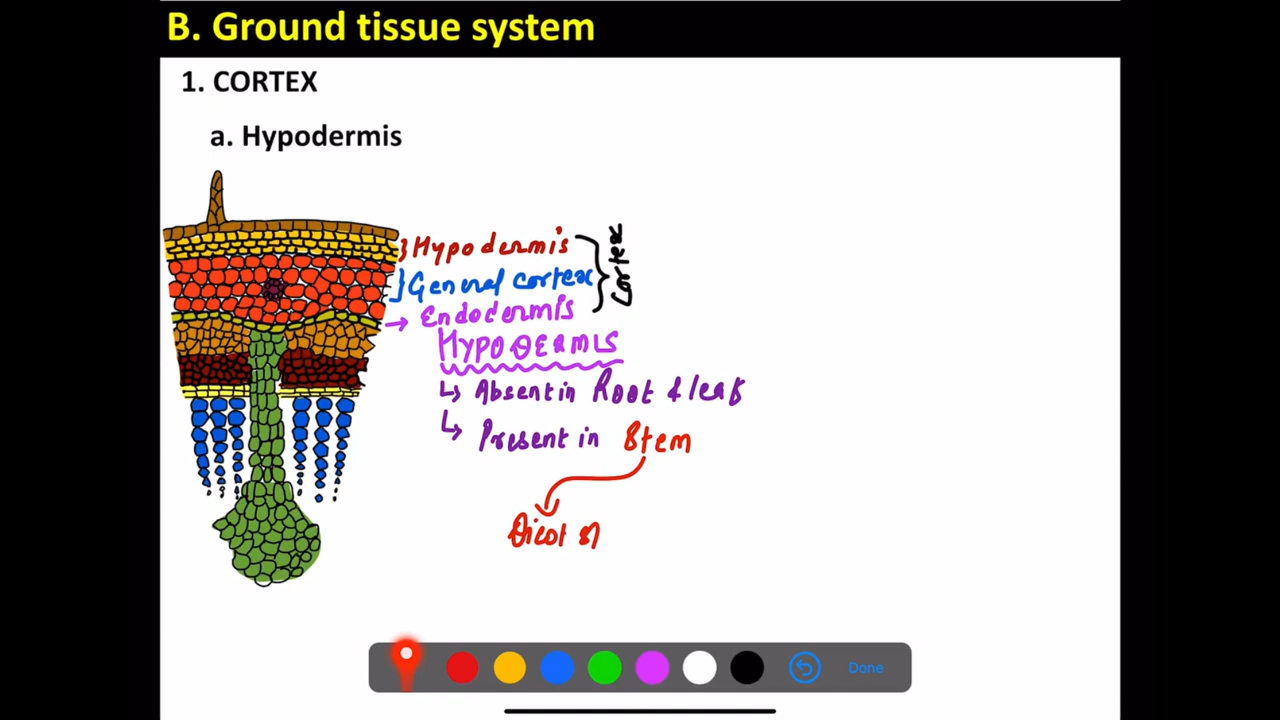 B. Ground tissue system
1. CORTEX
a. Hypodermis
Hypodermis
General cortex
Cortex
→ Endodermis
HYPODERMIS
↳ Absent in Root & leaf
↳ Present in Stem
Dicot st
Done